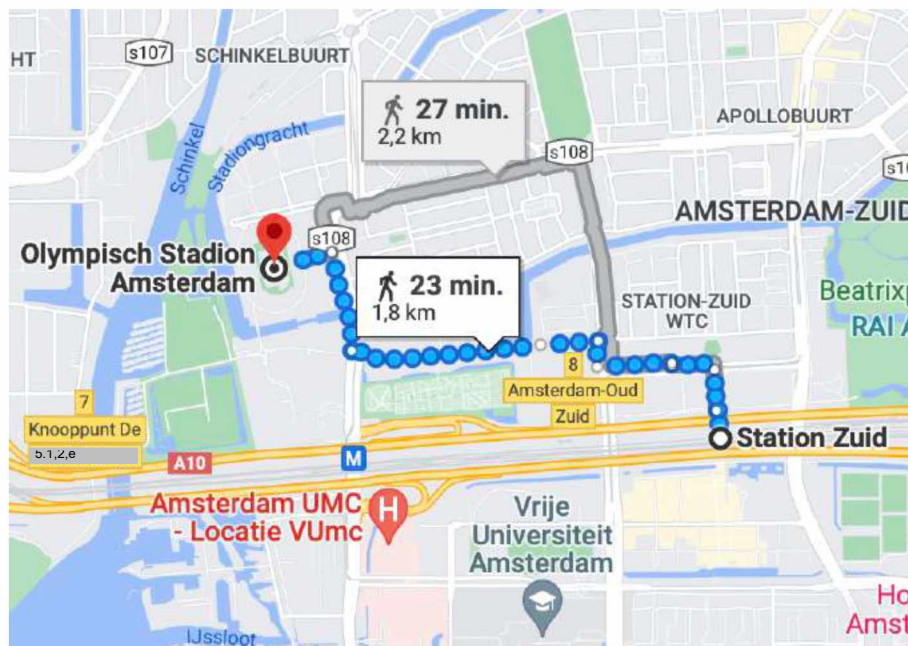 HT
s107
SCHINKELBUURT
27 min.
2,2 km
APOLLOBUURT
s108
Schinkel
Stadiongracht
AMSTERDAM-ZUID
s108
Olympisch Stadion
Amsterdam
23 min.
1,8 km
STATION-ZUID
WTC
Beatrixp
RAI A
8
Amsterdam-Oud
Zuid
7
Knooppunt De
5.1,2,e
A10
M
Station Zuid
Amsterdam UMC
- Locatie VUmc
H
Vrije
Universiteit
Amsterdam
Ho
Amst
IJssloot